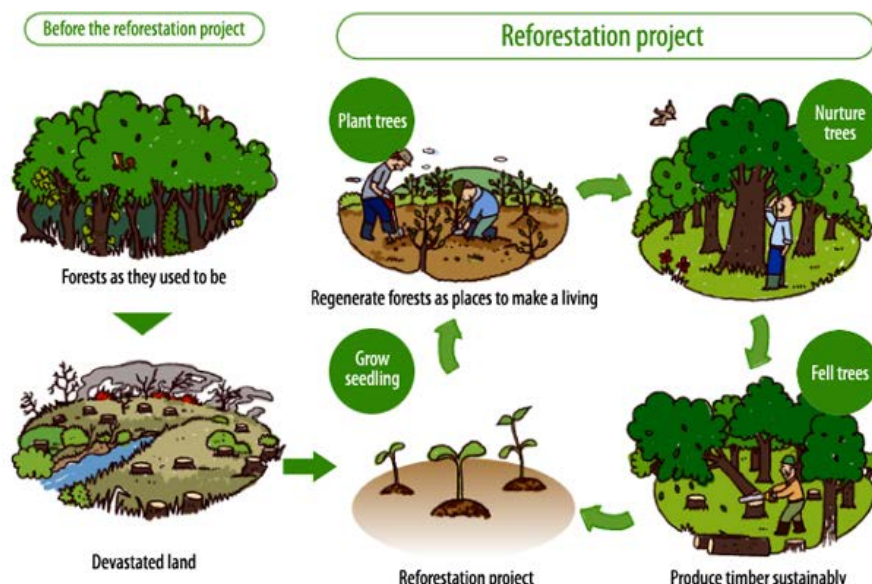 Before the reforestation project
Reforestation project
Plant trees
Nurture
trees
Forests as they used to be
Regenerate forests as places to make a living
Grow
seedling
Fell trees
Devastated land
Reforestation project
Produce timber sustainably